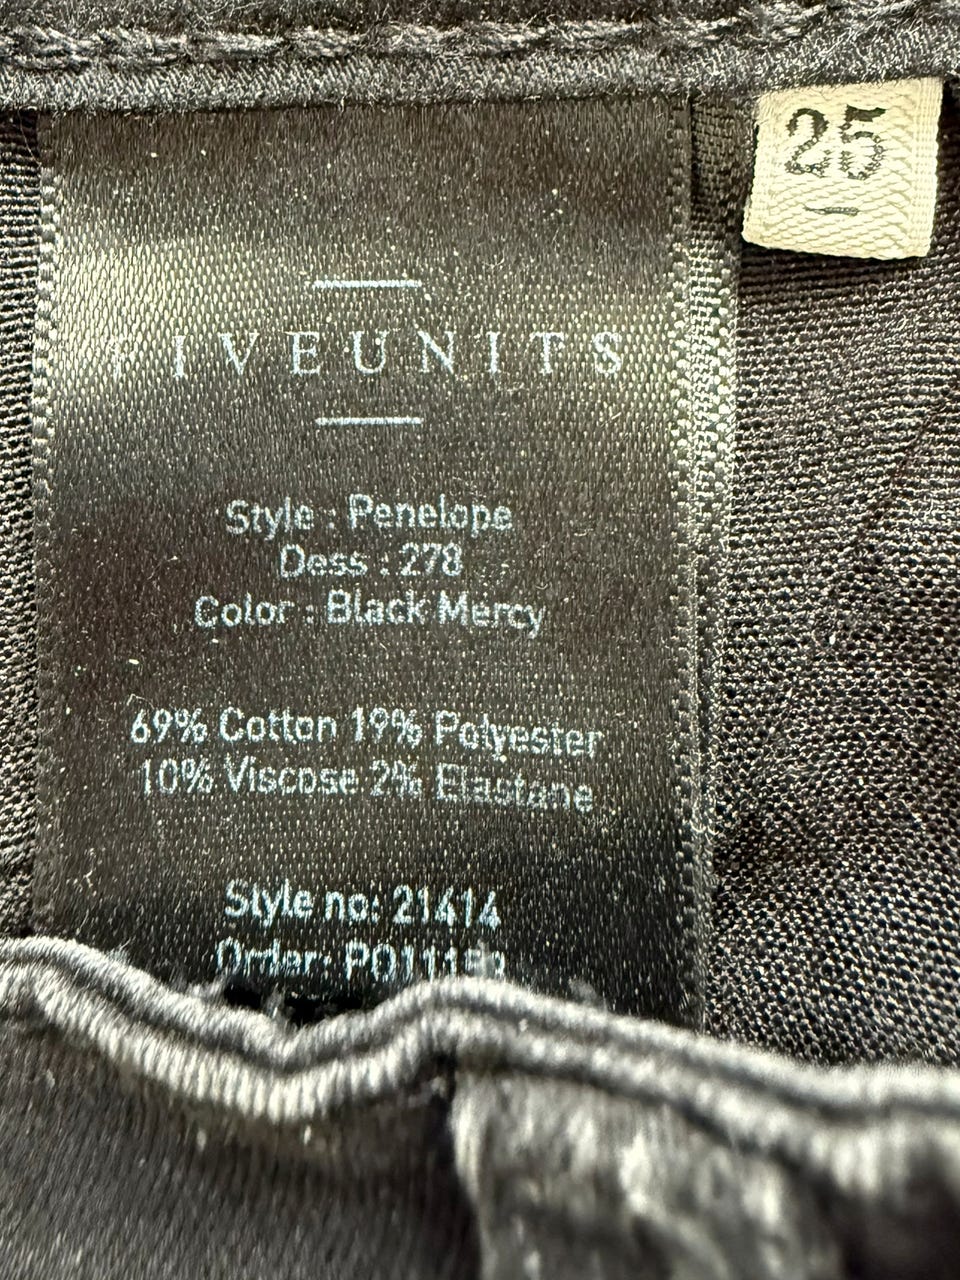 25
FIVEUNITS
Style : Penelope
Dess : 278
Color : Black Mercy
69% Cotton 19% Polyester
10% Viscose 2% Elastane
Style no: 21414
Order: